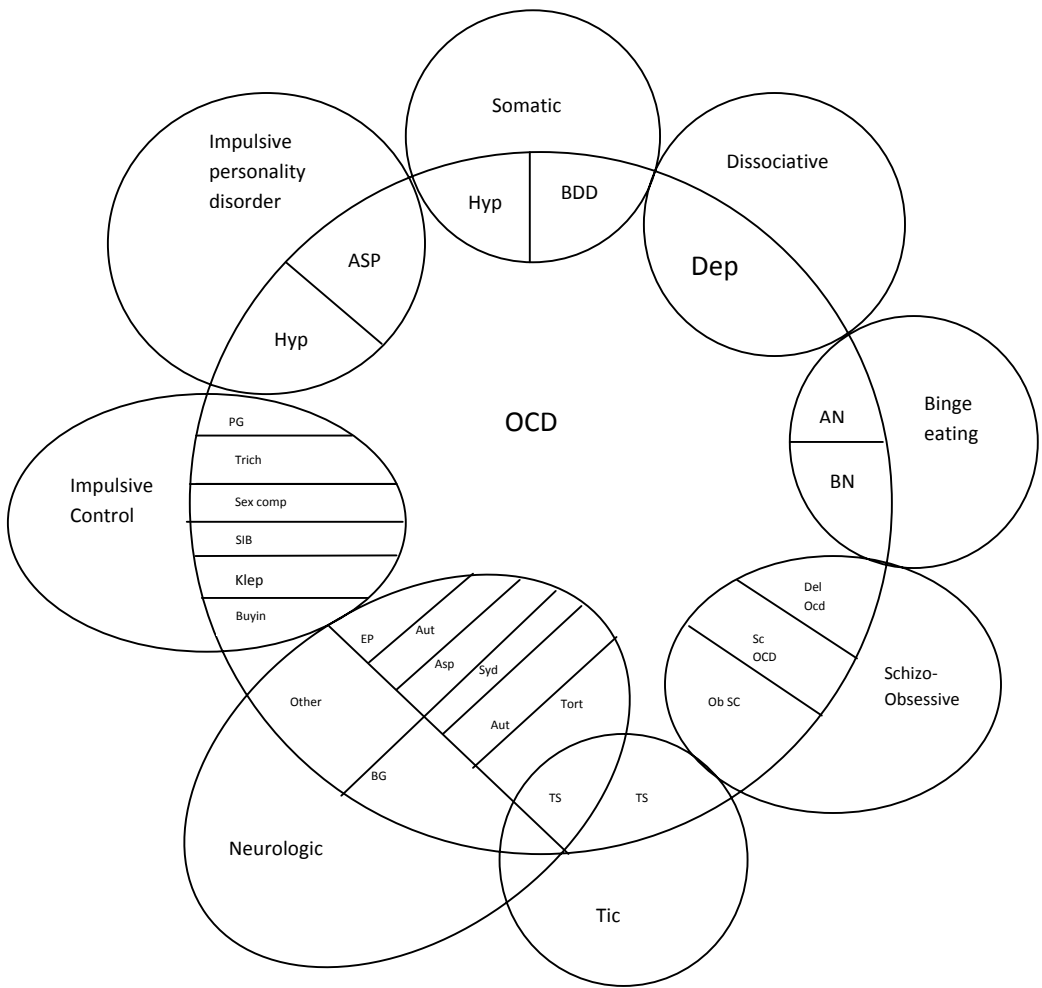 Somatic
Hyp
BDD
Impulsive
personality
disorder
ASP
Hyp
Dissociative
Dep
OCD
Binge
eating
AN
BN
PG
Trich
Sex comp
SIB
Klep
Buyin
Impulsive
Control
EP
Aut
Asp
Syd
Aut
Tort
Other
BG
Neurologic
TS
TS
Tic
Del
Ocd
Sc
OCD
Ob SC
Schizo-
Obsessive